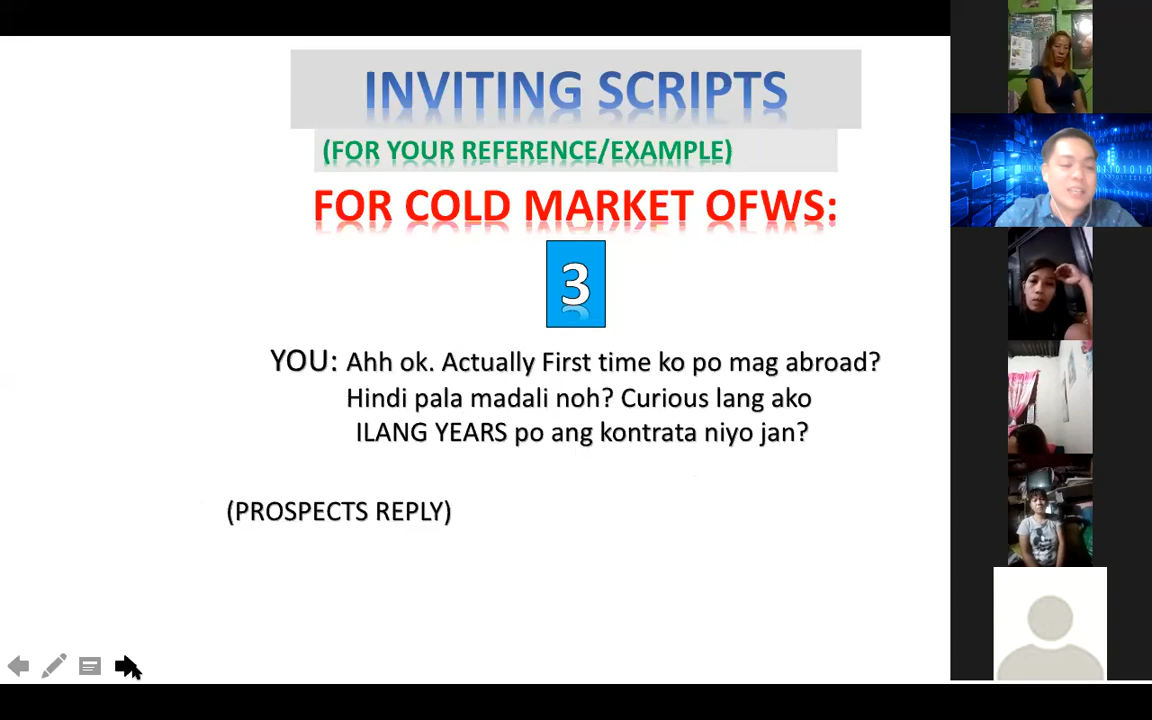 INVITING SCRIPTS
(FOR YOUR REFERENCE/EXAMPLE)
FOR COLD MARKET OFWS:
3
YOU: Ahh ok. Actually First time ko po mag abroad?
Hindi pala madali noh? Curious lang ako
ILANG YEARS po ang kontrata niyo jan?
(PROSPECTS REPLY)